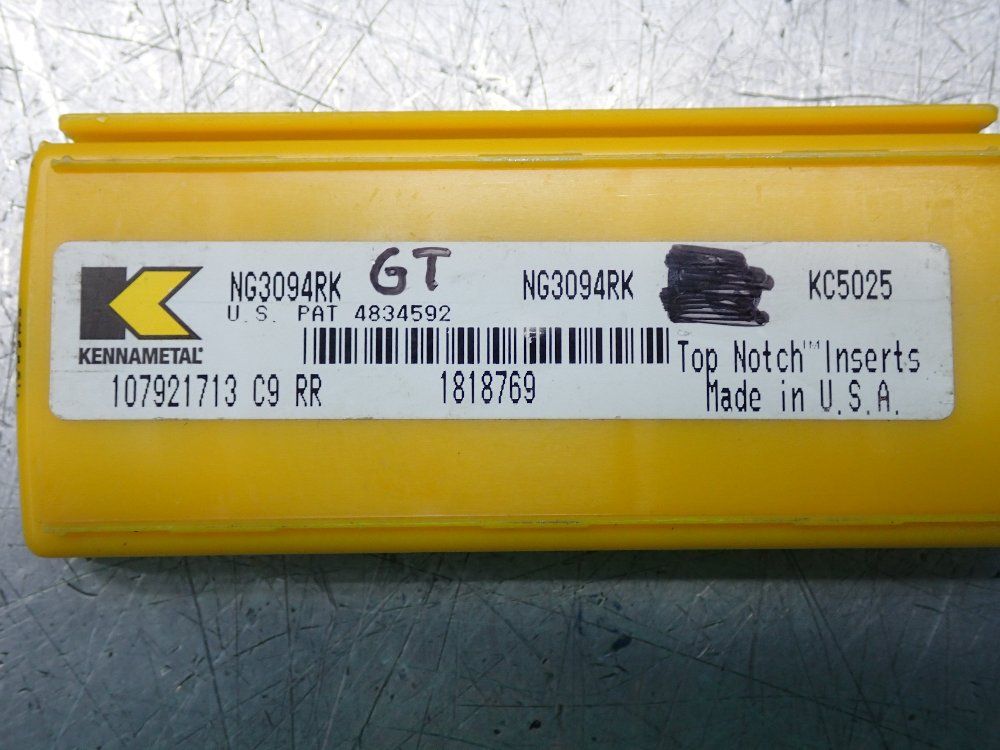 NG3094RK GT NG3094RK KC5025
U.S. PAT 4834592
KENNAMETAL
Top Notch™ Inserts
107921713 C9 RR 1818769 Made in U.S.A.